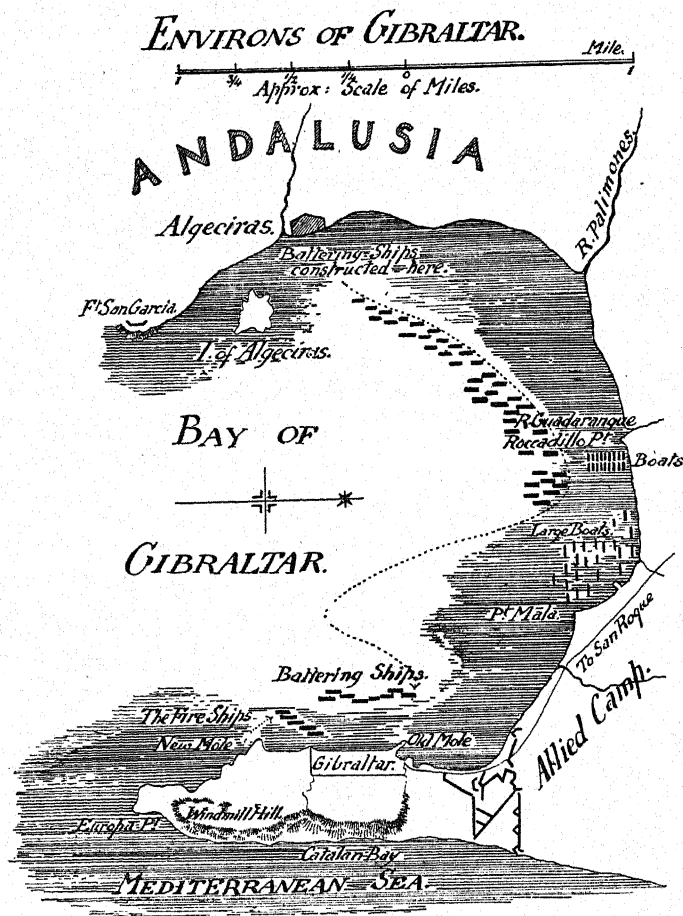 ENVIRONS OF GIBRALTAR.
Mile.
1 3/4 1/2 1/4 0 1
Approx: Scale of Miles.
ANDALUSIA
R. Palimones.
Algeciras.
Battering=Ships
constructed=here.
Ft San Garcia.
I. of Algeciras.
R. Guadaranque
Roccadillo Pt.
Boats
BAY OF
GIBRALTAR.
Large Boats.
Pt Mala.
To San Roque
Battering Ships.
Allied Camp.
The Fire Ships
New Mole
Old Mole
Gibraltar.
Windmill Hill.
Europa Pt.
Catalan Bay
MEDITERRANEAN SEA.